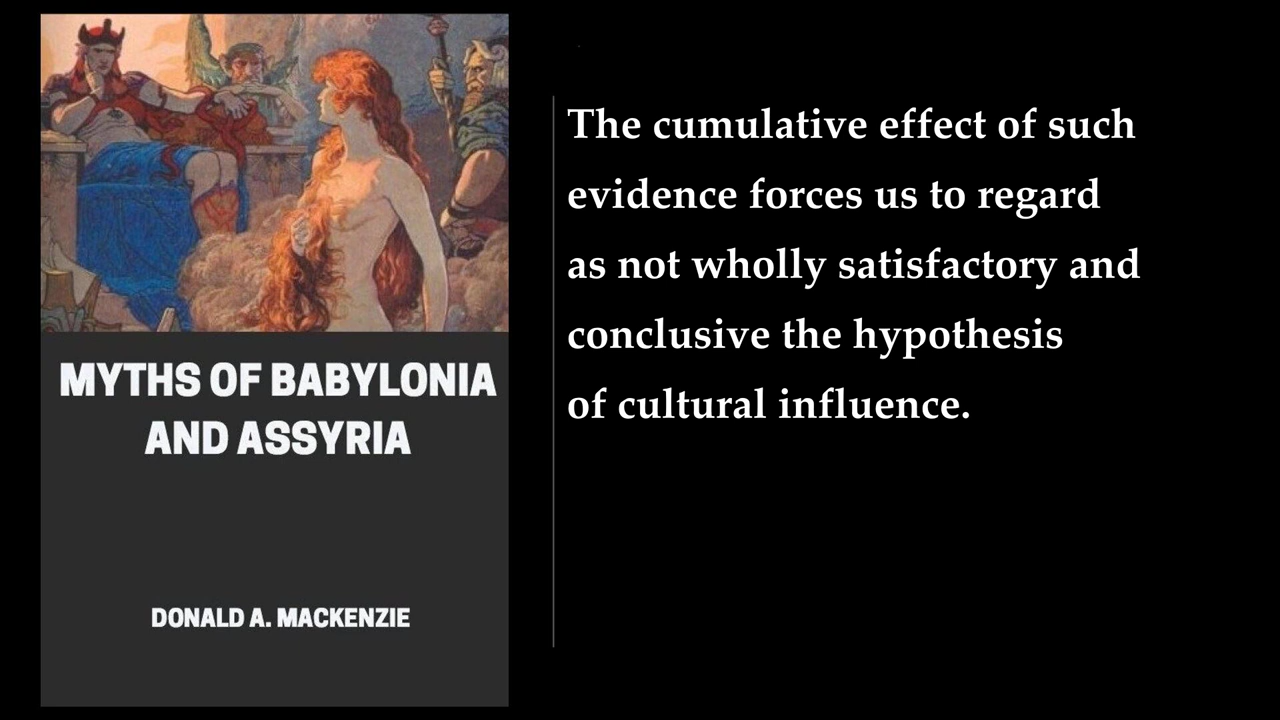 MYTHS OF BABYLONIA
AND ASSYRIA
DONALD A. MACKENZIE
The cumulative effect of such
evidence forces us to regard
as not wholly satisfactory and
conclusive the hypothesis
of cultural influence.